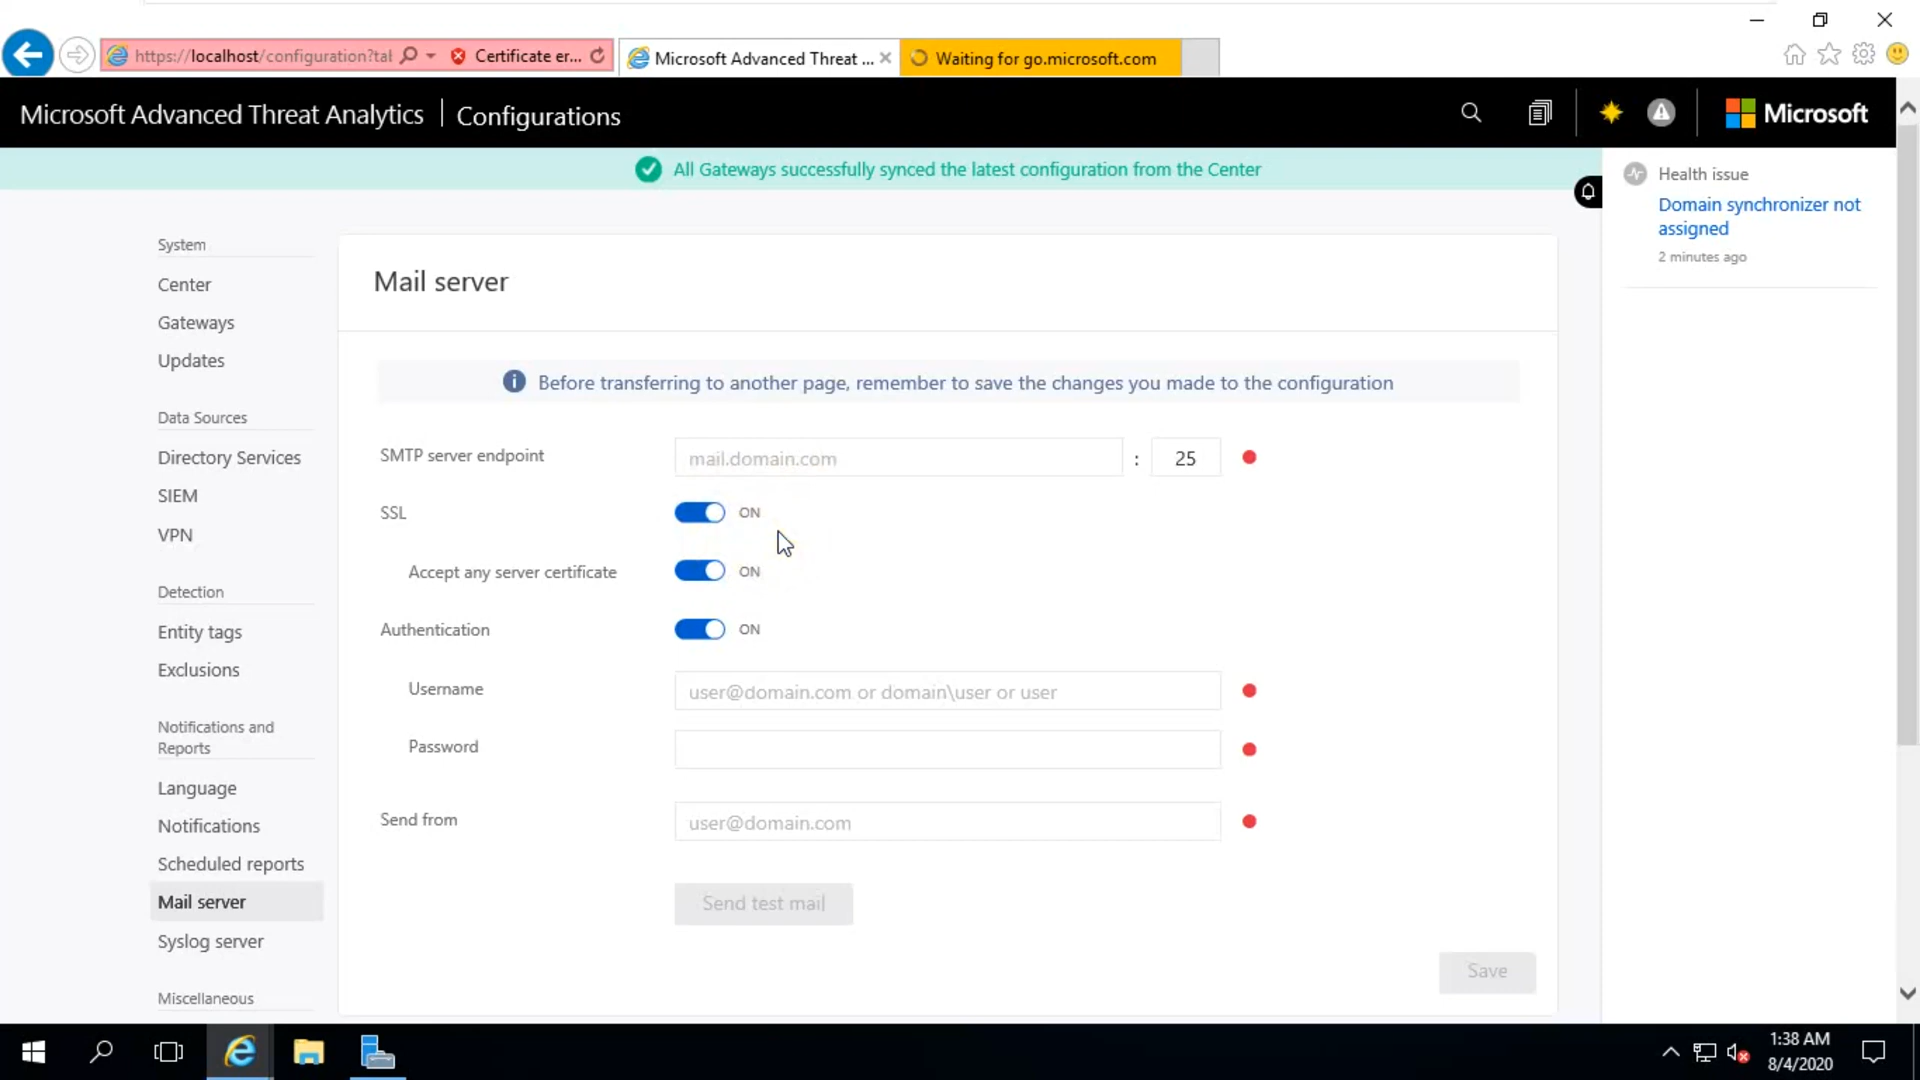 https://localhost/configuration?tal
Certificate er...
Microsoft Advanced Threat ...
Waiting for go.microsoft.com
Microsoft Advanced Threat Analytics
Configurations
Microsoft
All Gateways successfully synced the latest configuration from the Center
Health issue
Domain synchronizer not
assigned
2 minutes ago
System
Center
Gateways
Updates
Data Sources
Directory Services
SIEM
VPN
Detection
Entity tags
Exclusions
Notifications and
Reports
Language
Notifications
Scheduled reports
Mail server
Syslog server
Miscellaneous
Mail server
Before transferring to another page, remember to save the changes you made to the configuration
SMTP server endpoint
mail.domain.com
:
25
SSL
ON
Accept any server certificate
ON
Authentication
ON
Username
user@domain.com or domain\user or user
Password
Send from
user@domain.com
Send test mail
Save
1:38 AM
8/4/2020